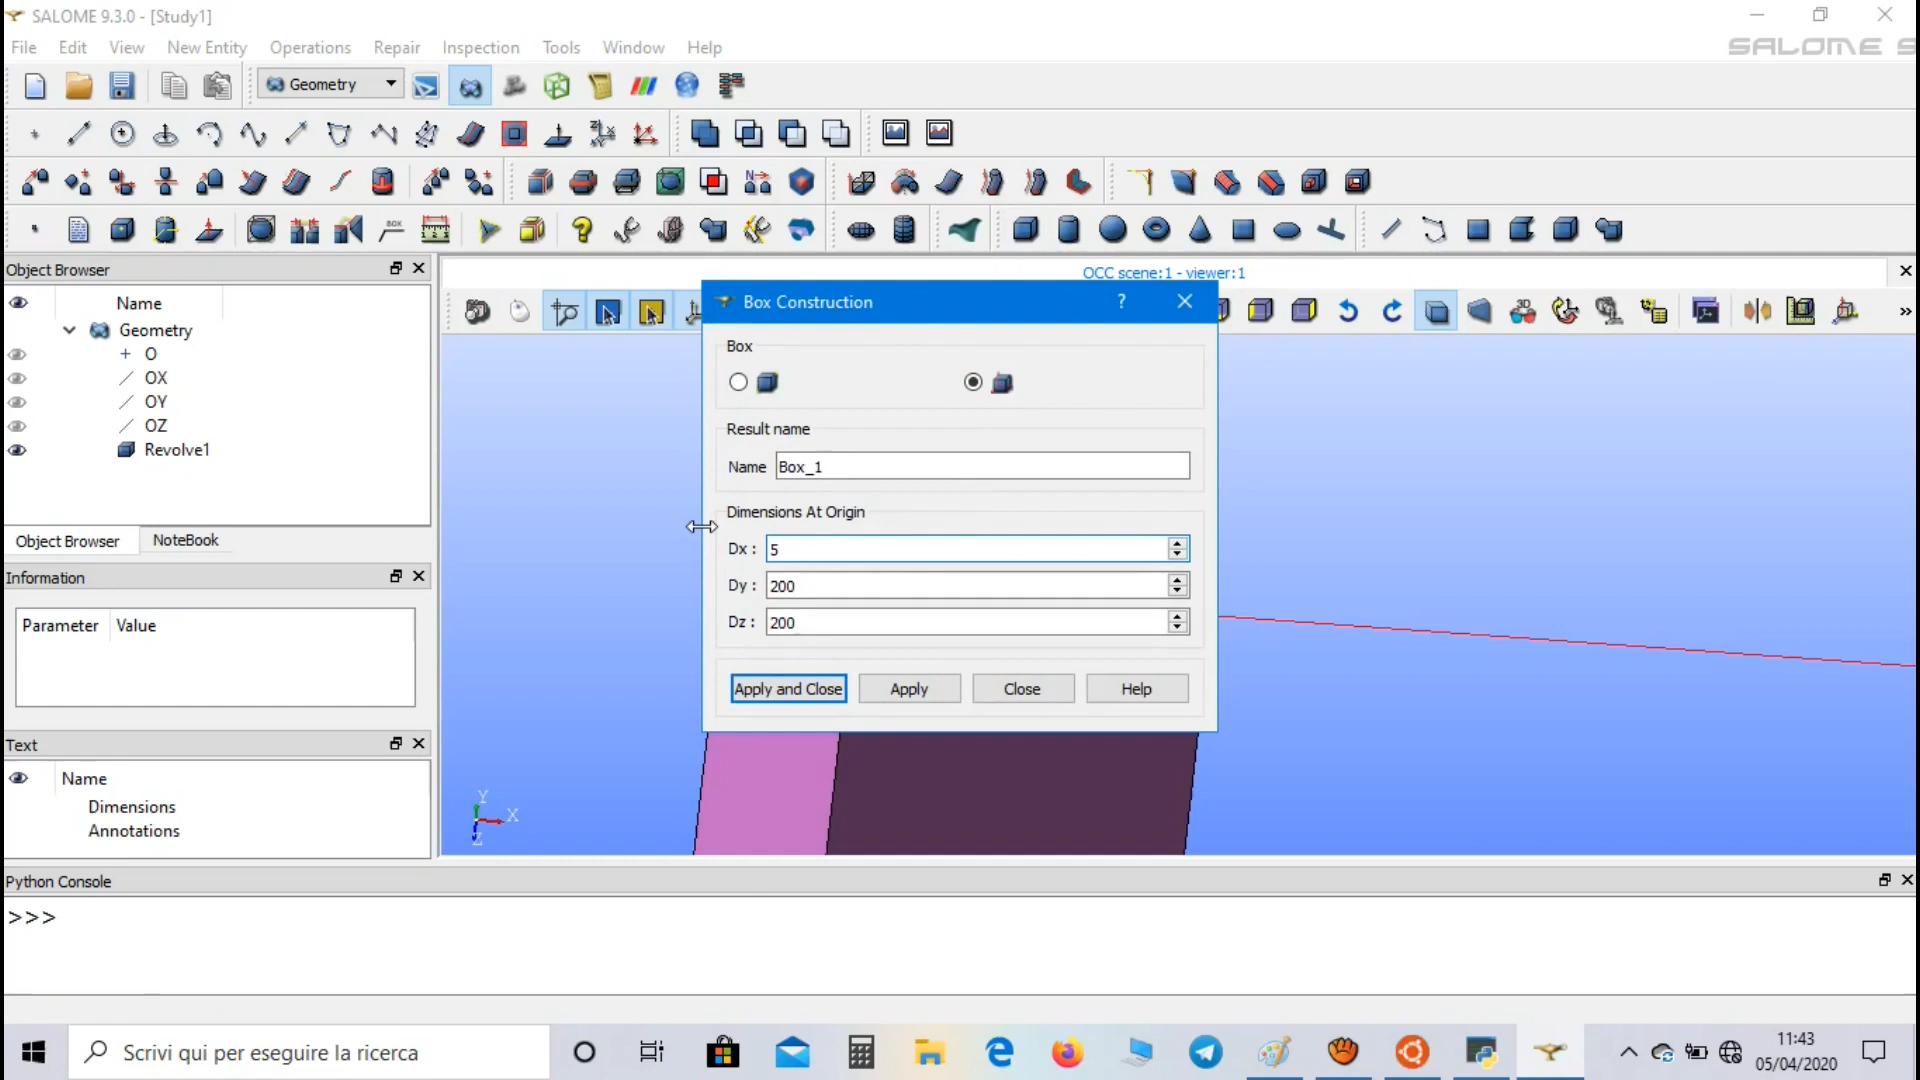 SALOME 9.3.0 - [Study1]
File Edit View New Entity Operations Repair Inspection Tools Window Help
SALOME S
Geometry
Object Browser
OCC scene:1 - viewer:1
Name
Geometry
O
OX
OY
OZ
Revolve1
Object Browser NoteBook
Information
Parameter Value
Text
Name
Dimensions
Annotations
Box Construction ?
Box
Result name
Name Box_1
Dimensions At Origin
Dx : 5
Dy : 200
Dz : 200
Apply and Close Apply Close Help
Y
X
Z
Python Console
>>>
Scrivi qui per eseguire la ricerca
11:43
05/04/2020